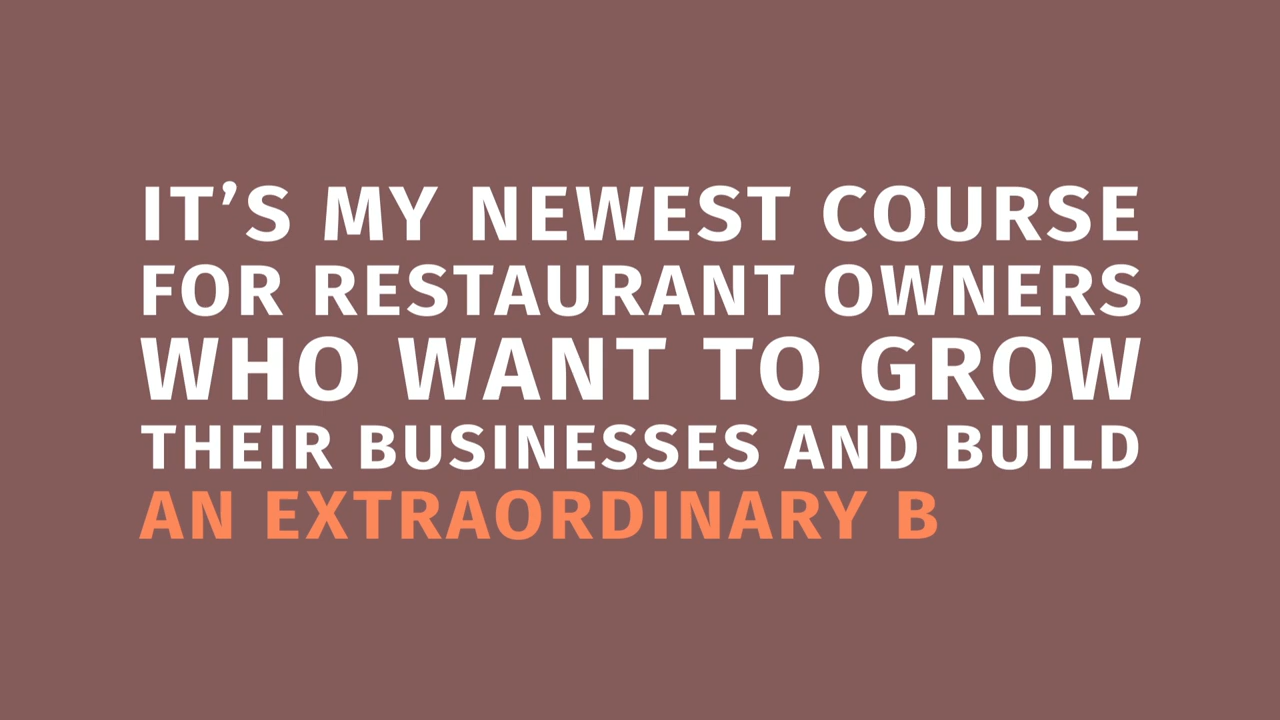 IT’S MY NEWEST COURSE
FOR RESTAURANT OWNERS
WHO WANT TO GROW
THEIR BUSINESSES AND BUILD
AN EXTRAORDINARY B